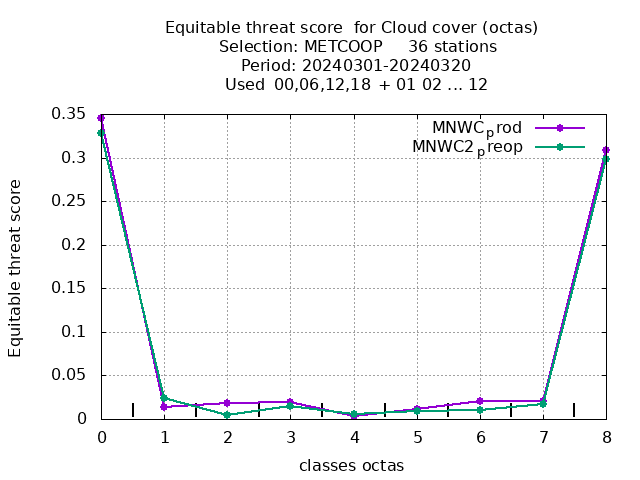 Equitable threat score  for Cloud cover (octas)
Selection: METCOOP     36 stations
Period: 20240301-20240320
Used  00,06,12,18 + 01 02 ... 12
MNWCprod
MNWC2preop
Equitable threat score
0.35
0.3
0.25
0.2
0.15
0.1
0.05
0
0 1 2 3 4 5 6 7 8
classes octas